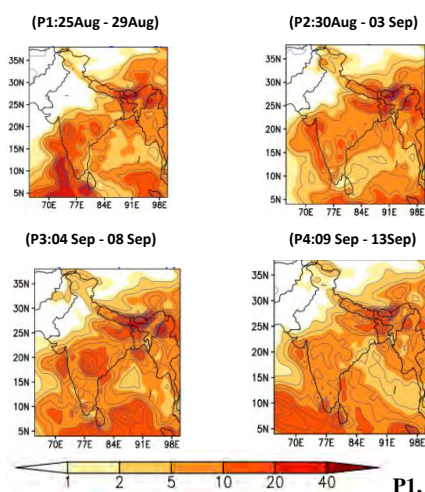 (P1:25Aug - 29Aug)
(P2:30Aug - 03 Sep)
35N
30N
25N
20N
15N
10N
5N
70E 77E 84E 91E 98E
35N
30N
25N
20N
15N
10N
5N
70E 77E 84E 91E 98E
(P3:04 Sep - 08 Sep)
(P4:09 Sep - 13Sep)
35N
30N
25N
20N
15N
10N
5N
70E 77E 84E 91E 98E
35N
30N
25N
20N
15N
10N
5N
70E 77E 84E 91E 98E
1 2 5 10 20 40
P1.